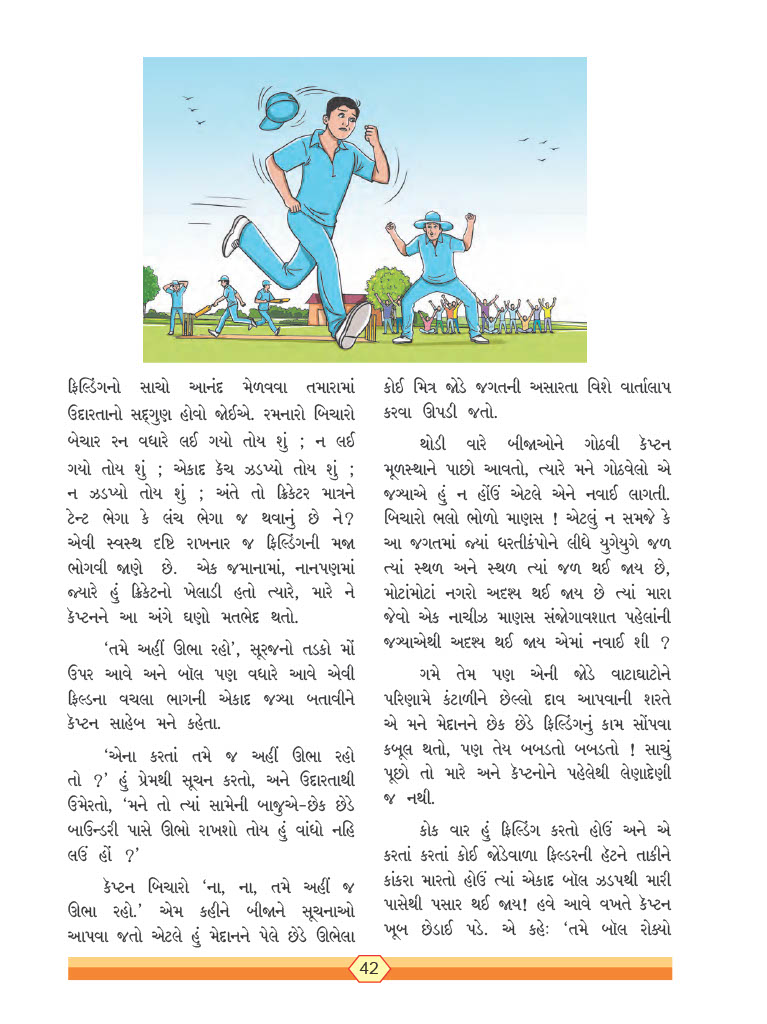 ફિલ્ડિંગનો સાચો આનંદ મેળવવા તમારામાં
ઉદારતાનો સદ્‌ગુણ હોવો જોઈએ. રમનારો બિચારો
બેચાર રન વધારે લઈ ગયો તોય શું ; ન લઈ
ગયો તોય શું ; એકાદ કૅચ ઝડપ્યો તોય શું ;
ન ઝડપ્યો તોય શું ; અંતે તો ક્રિકેટર માત્રને
ટેન્ટ ભેગા કે લંચ ભેગા જ થવાનું છે ને?
એવી સ્વસ્થ દૃષ્ટિ રાખનાર જ ફિલ્ડિંગની મજા
ભોગવી જાણે છે. એક જમાનામાં, નાનપણમાં
જ્યારે હું ક્રિકેટનો ખેલાડી હતો ત્યારે, મારે ને
કૅપ્ટનને આ અંગે ઘણો મતભેદ થતો.
‘તમે અહીં ઊભા રહો’, સૂરજનો તડકો મોં
ઉપર આવે અને બૉલ પણ વધારે આવે એવી
ફિલ્ડના વચલા ભાગની એકાદ જગ્યા બતાવીને
કૅપ્ટન સાહેબ મને કહેતા.
‘એના કરતાં તમે જ અહીં ઊભા રહો
તો ?’ હું પ્રેમથી સૂચન કરતો, અને ઉદારતાથી
ઉમેરતો, ‘મને તો ત્યાં સામેની બાજુએ-છેક છેડે
બાઉન્ડરી પાસે ઊભો રાખશો તોય હું વાંધો નહિ
લઉં હોં ?’
કૅપ્ટન બિચારો ‘ના, ના, તમે અહીં જ
ઊભા રહો.’ એમ કહીને બીજાને સૂચનાઓ
આપવા જતો એટલે હું મેદાનને પેલે છેડે ઊભેલા
કોઈ મિત્ર જોડે જગતની અસારતા વિશે વાર્તાલાપ
કરવા ઊપડી જતો.
થોડી વારે બીજાઓને ગોઠવી કૅપ્ટન
મૂળસ્થાને પાછો આવતો, ત્યારે મને ગોઠવેલો એ
જગ્યાએ હું ન હોંઉં એટલે એને નવાઈ લાગતી.
બિચારો ભલો ભોળો માણસ ! એટલું ન સમજે કે
આ જગતમાં જ્યાં ધરતીકંપોને લીધે યુગેયુગે જળ
ત્યાં સ્થળ અને સ્થળ ત્યાં જળ થઈ જાય છે,
મોટાંમોટાં નગરો અદૃશ્ય થઈ જાય છે ત્યાં મારા
જેવો એક નાચીઝ માણસ સંજોગાવશાત પહેલાંની
જગ્યાએથી અદૃશ્ય થઈ જાય એમાં નવાઈ શી ?
ગમે તેમ પણ એની જોડે વાટાઘાટોને
પરિણામે કંટાળીને છેલ્લો દાવ આપવાની શરતે
એ મને મેદાનને છેક છેડે ફિલ્ડિંગનું કામ સોંપવા
કબૂલ થતો, પણ તેય બબડતો બબડતો ! સાચું
પૂછો તો મારે અને કૅપ્ટનોને પહેલેથી લેણાદેણી
જ નથી.
કોક વાર હું ફિલ્ડિંગ કરતો હોઉં અને એ
કરતાં કરતાં કોઈ જોડેવાળા ફિલ્ડરની હૅટને તાકીને
કાંકરા મારતો હોઉં ત્યાં એકાદ બૉલ ઝડપથી મારી
પાસેથી પસાર થઈ જાય! હવે આવે વખતે કૅપ્ટન
ખૂબ છેડાઈ પડે. એ કહેઃ ‘તમે બૉલ રોક્યો
42